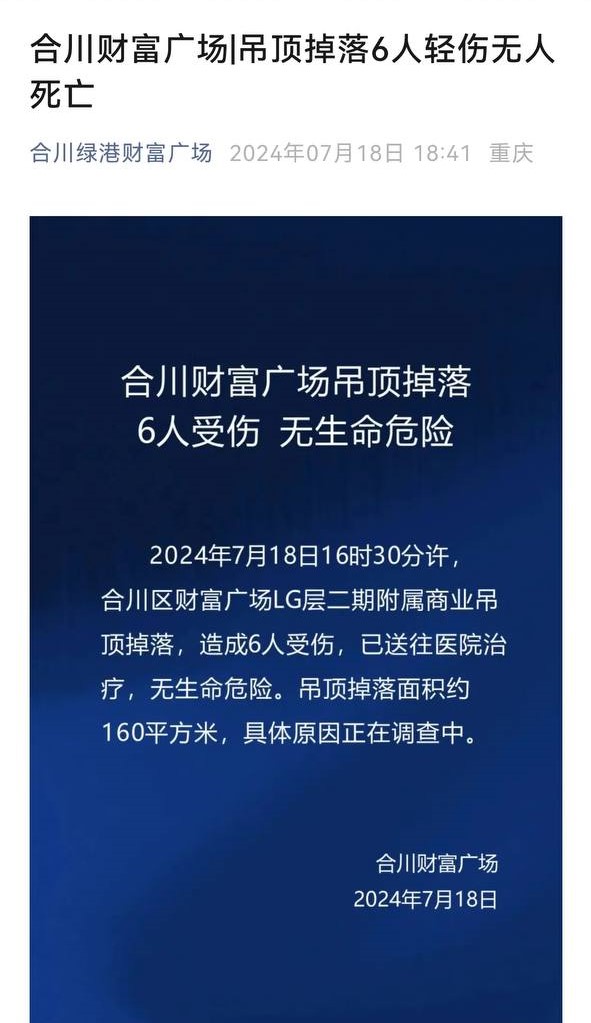 合川财富广场|吊顶掉落6人轻伤无人
死亡
合川绿港财富广场 2024年07月18日 18:41 重庆
合川财富广场吊顶掉落
6人受伤 无生命危险
2024年7月18日16时30分许，
合川区财富广场LG层二期附属商业吊
顶掉落，造成6人受伤，已送往医院治
疗，无生命危险。吊顶掉落面积约
160平方米，具体原因正在调查中。
合川财富广场
2024年7月18日